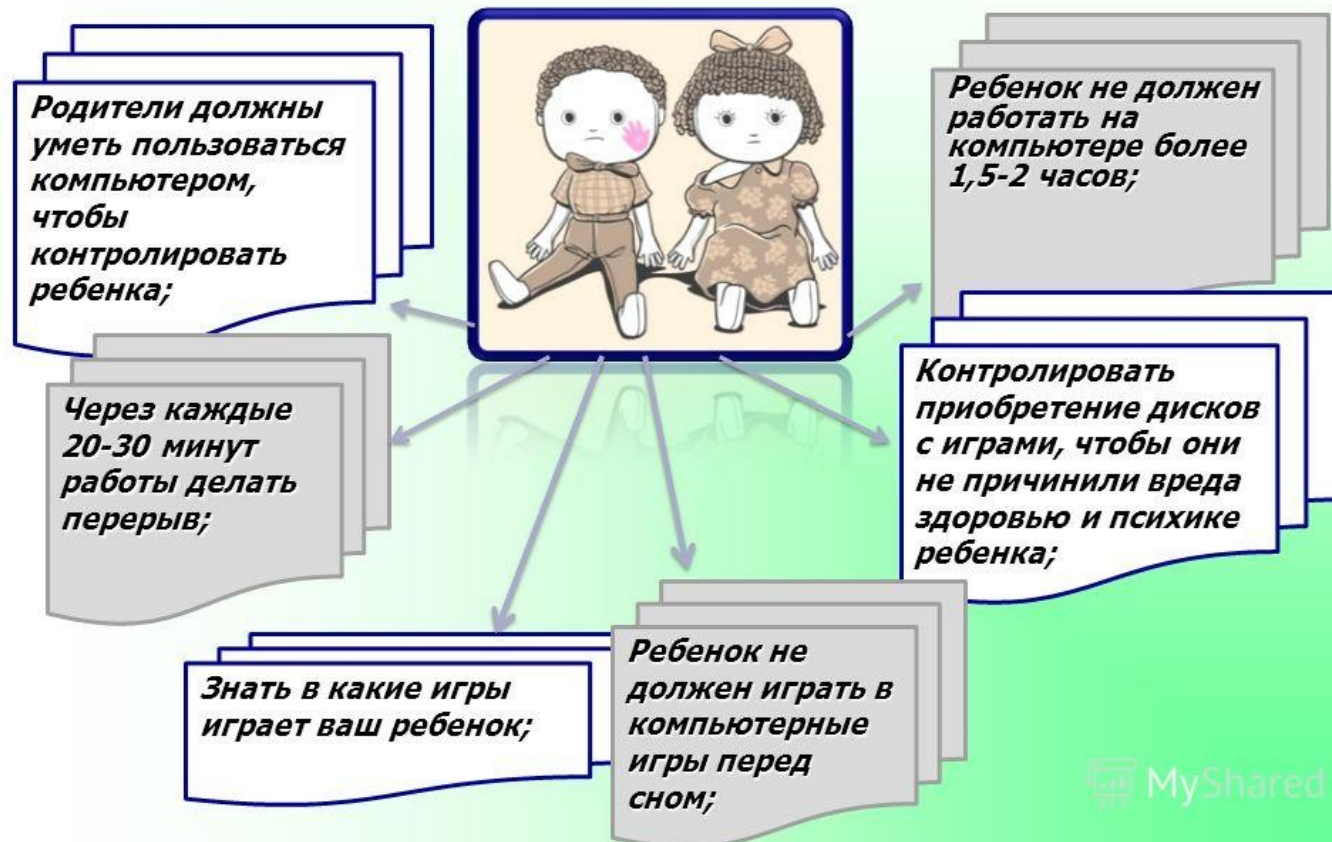 Родители должны
уметь пользоваться
компьютером,
чтобы
контролировать
ребенка;
Ребенок не должен
работать на
компьютере более
1,5-2 часов;
Через каждые
20-30 минут
работы делать
перерыв;
Контролировать
приобретение дисков
с играми, чтобы они
не причинили вреда
здоровью и психике
ребенка;
Знать в какие игры
играет ваш ребенок;
Ребенок не
должен играть в
компьютерные
игры перед
сном;
MyShared